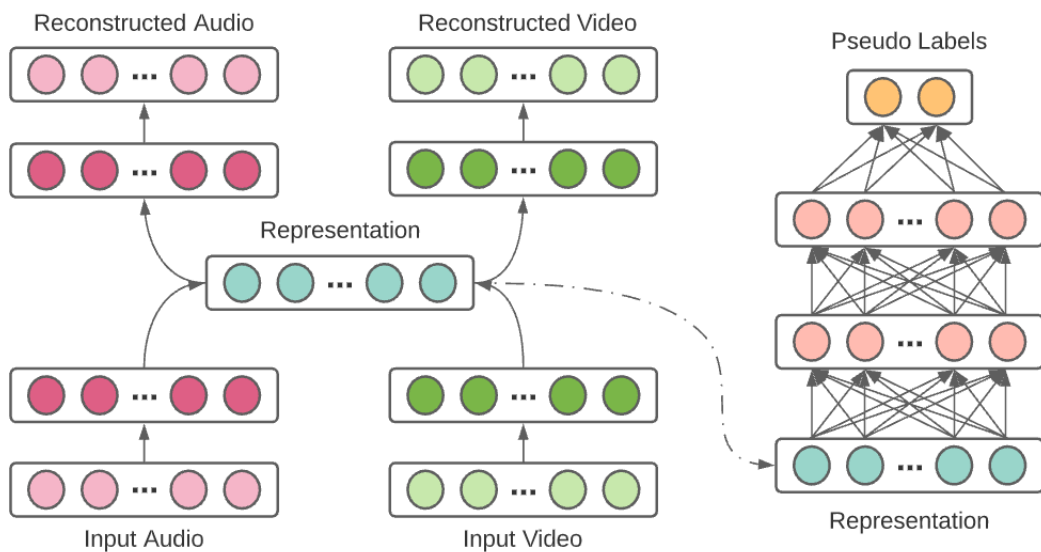 Reconstructed Audio
Reconstructed Video
Pseudo Labels
Representation
Input Audio
Input Video
Representation